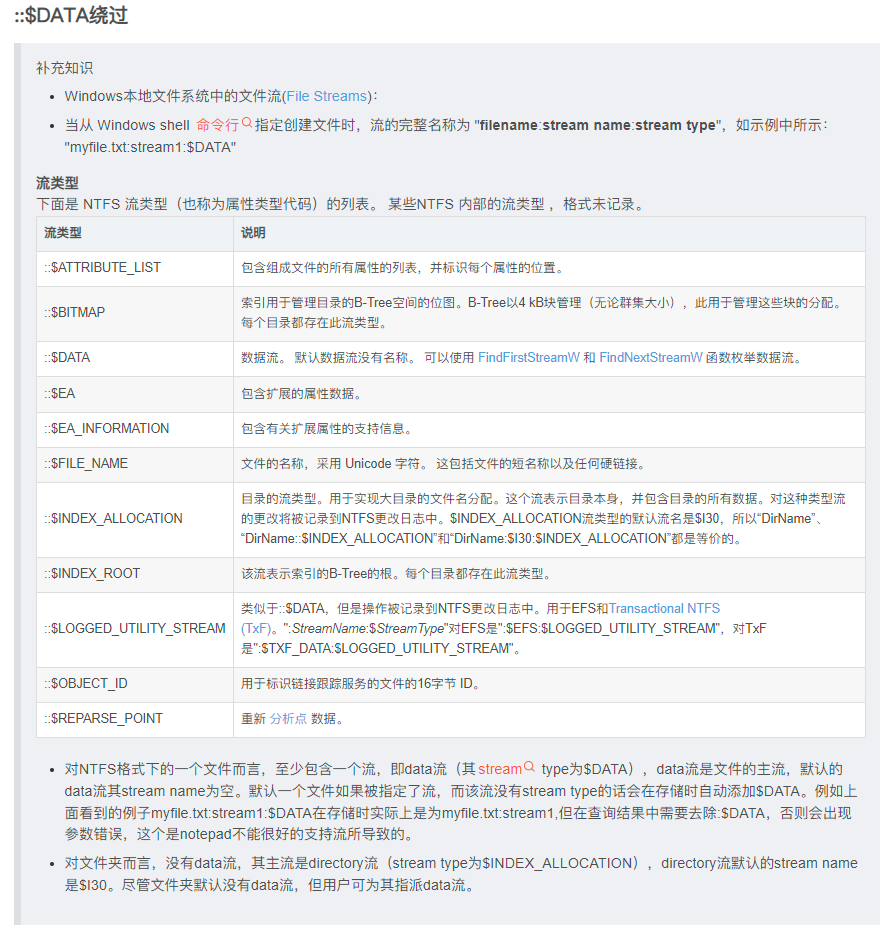 ::$DATA绕过
补充知识
• Windows本地文件系统中的文件流(File Streams)：
• 当从 Windows shell 命令行指定创建文件时，流的完整名称为 "filename:stream name:stream type"，如示例中所示：
"myfile.txt:stream1:$DATA"
流类型
下面是 NTFS 流类型（也称为属性类型代码）的列表。 某些NTFS 内部的流类型 ，格式未记录。
流类型 说明
::$ATTRIBUTE_LIST 包含组成文件的所有属性的列表，并标识每个属性的位置。
::$BITMAP 索引用于管理目录的B-Tree空间的位图。B-Tree以4 kB块管理（无论群集大小），此用于管理这些块的分配。
每个目录都存在此流类型。
::$DATA 数据流。 默认数据流没有名称。 可以使用 FindFirstStreamW 和 FindNextStreamW 函数枚举数据流。
::$EA 包含扩展的属性数据。
::$EA_INFORMATION 包含有关扩展属性的支持信息。
::$FILE_NAME 文件的名称，采用 Unicode 字符。 这包括文件的短名称以及任何硬链接。
::$INDEX_ALLOCATION 目录的流类型。用于实现大目录的文件名分配。这个流表示目录本身，并包含目录的所有数据。对这种类型流
的更改将被记录到NTFS更改日志中。$INDEX_ALLOCATION流类型的默认流名是$I30，所以“DirName”、
“DirName::$INDEX_ALLOCATION”和“DirName:$I30:$INDEX_ALLOCATION”都是等价的。
::$INDEX_ROOT 该流表示索引的B-Tree的根。每个目录都存在此流类型。
::$LOGGED_UTILITY_STREAM 类似于::$DATA，但是操作被记录到NTFS更改日志中。用于EFS和Transactional NTFS
(TxF)。":StreamName:$StreamType"对EFS是":$EFS:$LOGGED_UTILITY_STREAM"，对TxF
是":$TXF_DATA:$LOGGED_UTILITY_STREAM"。
::$OBJECT_ID 用于标识链接跟踪服务的文件的16字节 ID。
::$REPARSE_POINT 重新 分析点 数据。
• 对NTFS格式下的一个文件而言，至少包含一个流，即data流（其stream type为$DATA），data流是文件的主流，默认的
data流其stream name为空。默认一个文件如果被指定了流，而该流没有stream type的话会在存储时自动添加$DATA。例如上
面看到的例子myfile.txt:stream1:$DATA在存储时实际上是为myfile.txt:stream1,但在查询结果中需要去除:$DATA，否则会出现
参数错误，这个是notepad不能很好的支持流所导致的。
• 对文件夹而言，没有data流，其主流是directory流（stream type为$INDEX_ALLOCATION），directory流默认的stream name
是$I30。尽管文件夹默认没有data流，但用户可为其指派data流。